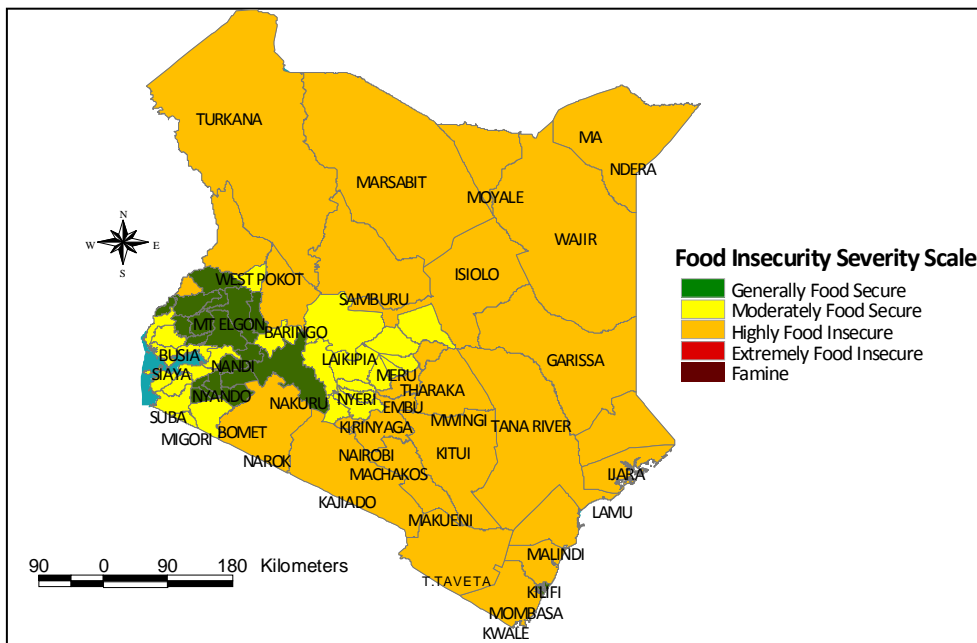 TURKANA
MA
NDERA
MARSABIT
MOYALE
N
W E
S
WAJIR
ISIOLO
WEST POKOT
SAMBURU
MT ELGON
BARINGO
BUSIA
NANDI
LAIKIPIA
GARISSA
SIAYA
MERU
NYANDO
NAKURU
NYERI
THARAKA
EMBU
SUBA
MWINGI
TANA RIVER
MIGORI
BOMET
KIRINYAGA
NAROK
NAIROBI
KITUI
MACHAKOS
IJARA
KAJIADO
LAMU
MAKUENI
MALINDI
T.TAVETA
KILIFI
MOMBASA
KWALE
Food Insecurity Severity Scale
Generally Food Secure
Moderately Food Secure
Highly Food Insecure
Extremely Food Insecure
Famine
90 0 90 180 Kilometers